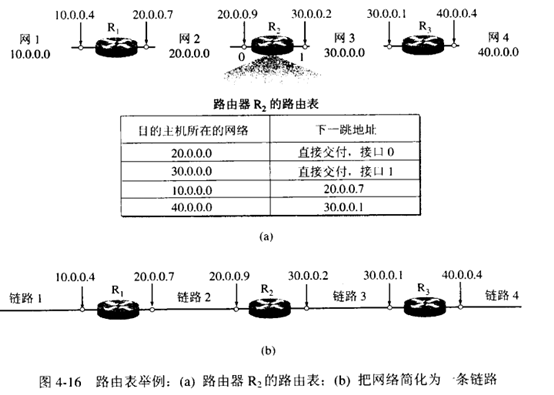 10.0.0.4 R1 20.0.0.7 20.0.0.9 R2 30.0.0.2 30.0.0.1 R3 40.0.0.4
网 1 网 2 网 3 网 4
10.0.0.0 20.0.0.0 0 1 30.0.0.0 40.0.0.0
路由器 R2 的路由表
目的主机所在的网络 下一跳地址
20.0.0.0 直接交付，接口 0
30.0.0.0 直接交付，接口 1
10.0.0.0 20.0.0.7
40.0.0.0 30.0.0.1
(a)
10.0.0.4 R1 20.0.0.7 20.0.0.9 R2 30.0.0.2 30.0.0.1 R3 40.0.0.4
链路 1 链路 2 链路 3 链路 4
(b)
图 4-16 路由表举例：(a) 路由器 R2 的路由表；(b) 把网络简化为一条链路